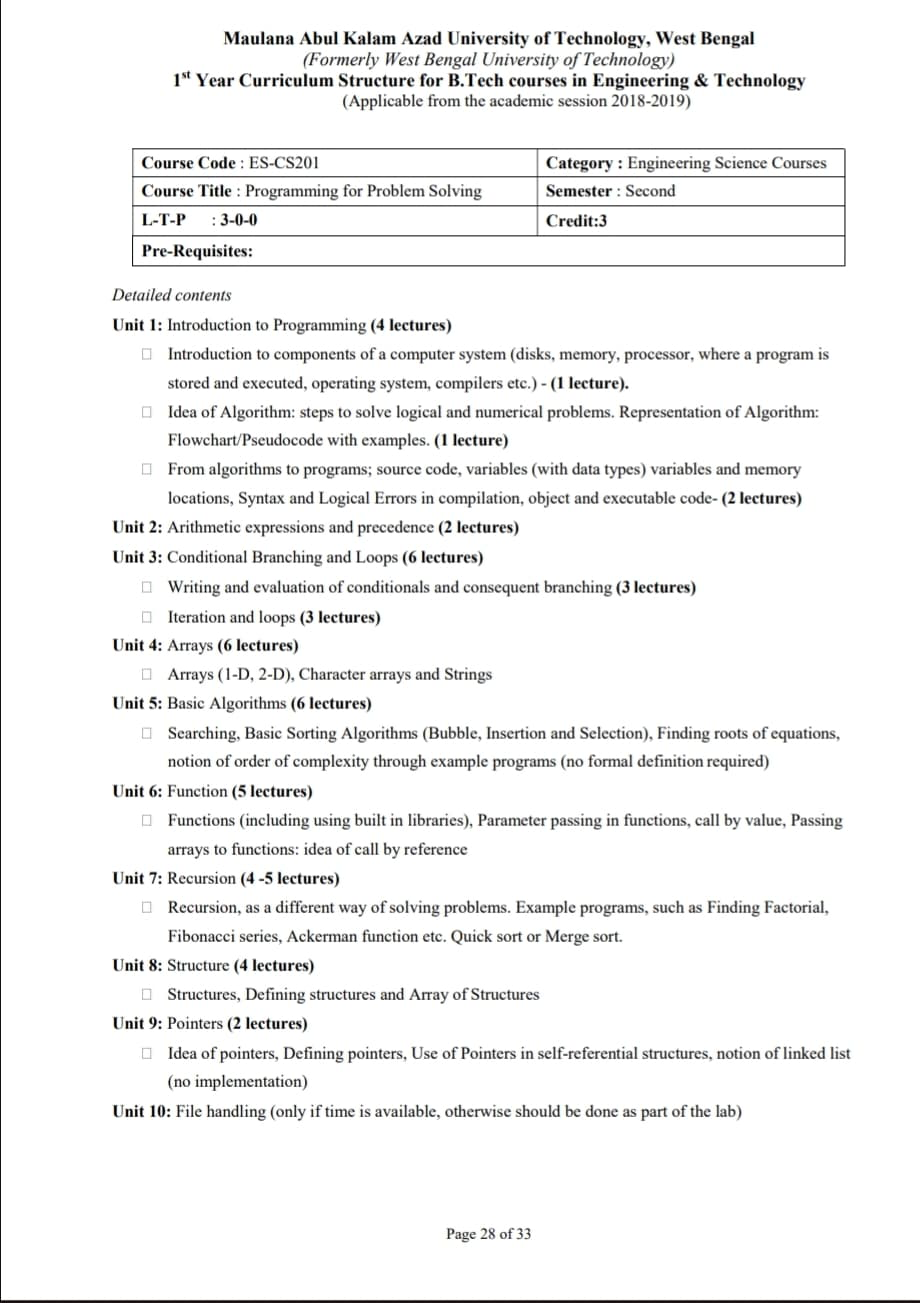 Maulana Abul Kalam Azad University of Technology, West Bengal
(Formerly West Bengal University of Technology)
1st Year Curriculum Structure for B.Tech courses in Engineering & Technology
(Applicable from the academic session 2018-2019)
Course Code : ES-CS201 Category : Engineering Science Courses
Course Title : Programming for Problem Solving Semester : Second
L-T-P : 3-0-0 Credit:3
Pre-Requisites:
Detailed contents
Unit 1: Introduction to Programming (4 lectures)
Introduction to components of a computer system (disks, memory, processor, where a program is
stored and executed, operating system, compilers etc.) - (1 lecture).
Idea of Algorithm: steps to solve logical and numerical problems. Representation of Algorithm:
Flowchart/Pseudocode with examples. (1 lecture)
From algorithms to programs; source code, variables (with data types) variables and memory
locations, Syntax and Logical Errors in compilation, object and executable code- (2 lectures)
Unit 2: Arithmetic expressions and precedence (2 lectures)
Unit 3: Conditional Branching and Loops (6 lectures)
Writing and evaluation of conditionals and consequent branching (3 lectures)
Iteration and loops (3 lectures)
Unit 4: Arrays (6 lectures)
Arrays (1-D, 2-D), Character arrays and Strings
Unit 5: Basic Algorithms (6 lectures)
Searching, Basic Sorting Algorithms (Bubble, Insertion and Selection), Finding roots of equations,
notion of order of complexity through example programs (no formal definition required)
Unit 6: Function (5 lectures)
Functions (including using built in libraries), Parameter passing in functions, call by value, Passing
arrays to functions: idea of call by reference
Unit 7: Recursion (4 -5 lectures)
Recursion, as a different way of solving problems. Example programs, such as Finding Factorial,
Fibonacci series, Ackerman function etc. Quick sort or Merge sort.
Unit 8: Structure (4 lectures)
Structures, Defining structures and Array of Structures
Unit 9: Pointers (2 lectures)
Idea of pointers, Defining pointers, Use of Pointers in self-referential structures, notion of linked list
(no implementation)
Unit 10: File handling (only if time is available, otherwise should be done as part of the lab)
Page 28 of 33